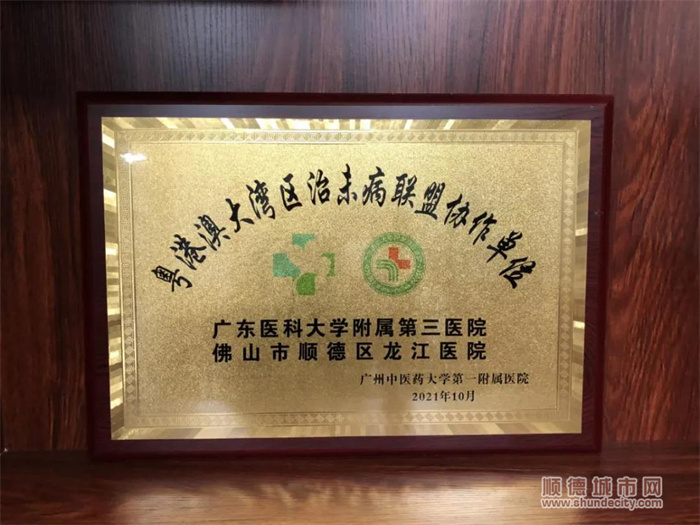 粤港澳大湾区治未病联盟协作单位
广东医科大学附属第三医院
佛山市顺德区龙江医院
广州中医药大学第一附属医院
2021年10月
顺德城市网
www.shundecity.com